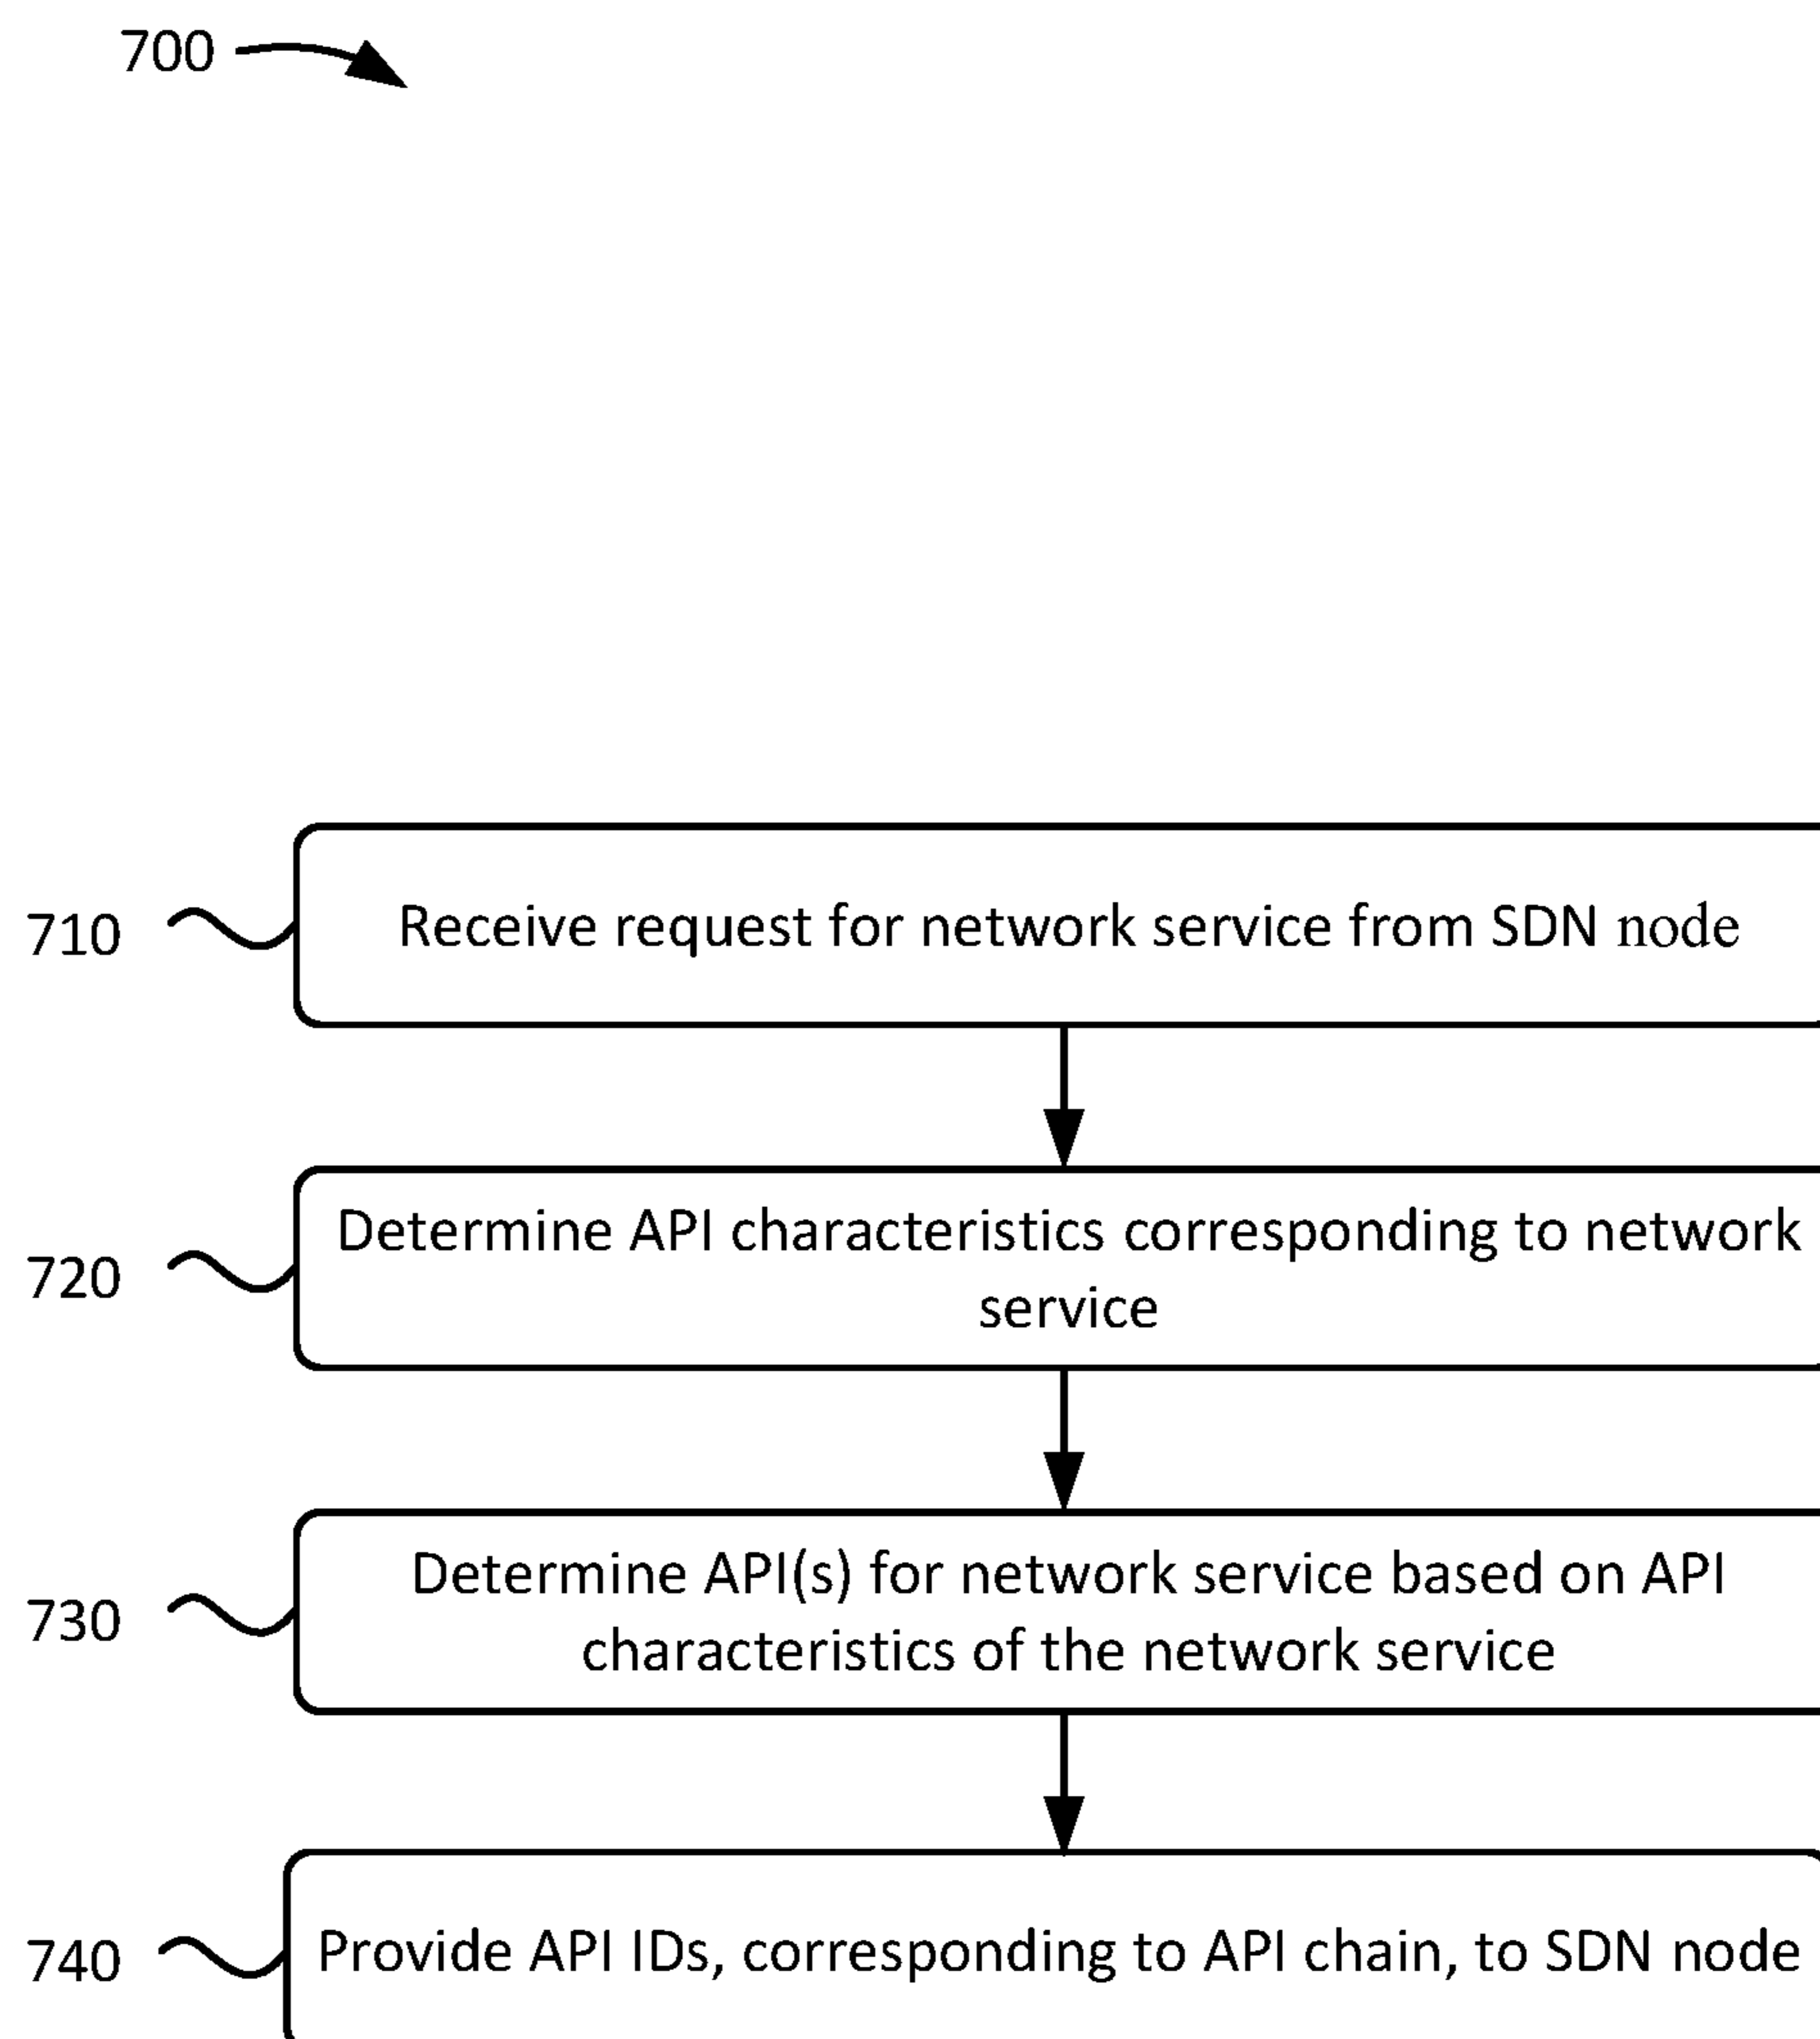 700
710
Receive request for network service from SDN node
720
Determine API characteristics corresponding to network
service
730
Determine API(s) for network service based on API
characteristics of the network service
740
Provide API IDs, corresponding to API chain, to SDN node